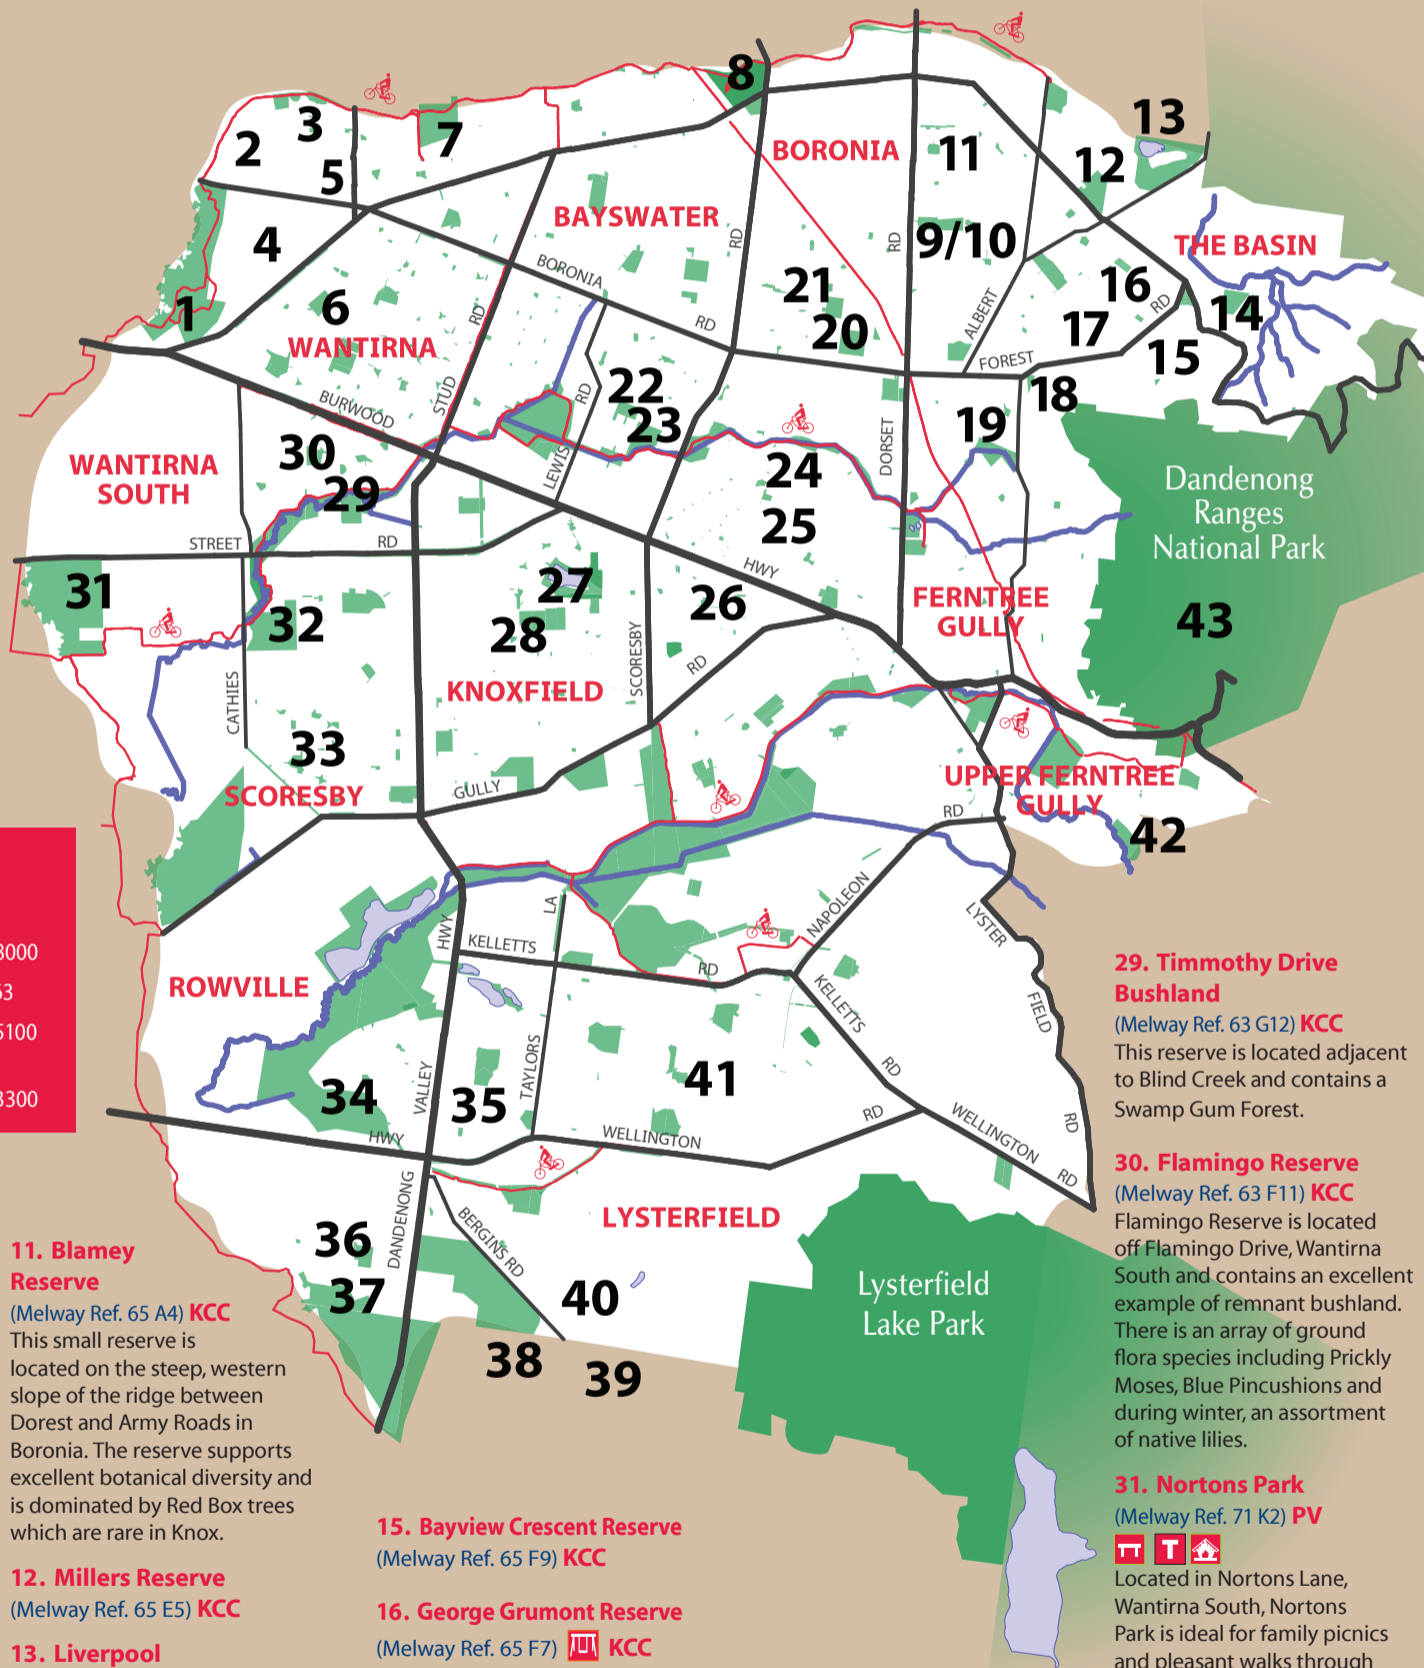 8
13
2
3
7
BORONIA
11
12
5
BAYSWATER
4
RD
RD
9/10
THE BASIN
BORONIA
21
16
1
6
RD
RD
ALBERT
RD
14
WANTIRNA
20
17
FOREST
15
STUD
22
18
BURWOOD
RD
23
19
WANTIRNA
SOUTH
30
LEWIS
DORSET
Dandenong
Ranges
National Park
29
24
STREET
RD
25
HWY
31
27
26
FERNTREE
GULLY
43
32
28
SCORESBY
RD
KNOXFIELD
CATHIES
33
SCORESBY
GULLY
UPPER FERNTREE
GULLY
RD
42
NAPOLEON
LA
HWY
KELLETTS
LYSTER
RD
ROWVILLE
KELLETTS
FIELD
TAYLORS
RD
41
34
VALLEY
35
RD
WELLINGTON
RD
HWY
WELLINGTON
RD
DANDENONG
BERGINS RD
LYSTERFIELD
36
37
40
Lysterfield
Lake Park
38
39
3000
63
5100
3300
11. Blamey
Reserve
(Melway Ref. 65 A4) KCC
This small reserve is
located on the steep, western
slope of the ridge between
Dorest and Army Roads in
Boronia. The reserve supports
excellent botanical diversity and
is dominated by Red Box trees
which are rare in Knox.
12. Millers Reserve
(Melway Ref. 65 E5) KCC
13. Liverpool
15. Bayview Crescent Reserve
(Melway Ref. 65 F9) KCC
16. George Grumont Reserve
(Melway Ref. 65 F7) KCC
29. Timmothy Drive
Bushland
(Melway Ref. 63 G12) KCC
This reserve is located adjacent
to Blind Creek and contains a
Swamp Gum Forest.
30. Flamingo Reserve
(Melway Ref. 63 F11) KCC
Flamingo Reserve is located
off Flamingo Drive, Wantirna
South and contains an excellent
example of remnant bushland.
There is an array of ground
flora species including Prickly
Moses, Blue Pincushions and
during winter, an assortment
of native lilies.
31. Nortons Park
(Melway Ref. 71 K2) PV
T
Located in Nortons Lane,
Wantirna South, Nortons
Park is ideal for family picnics
and pleasant walks through